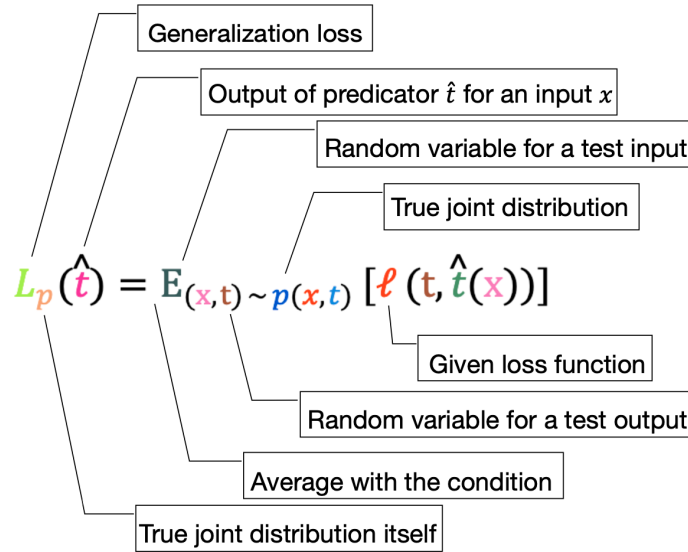 Generalization loss
Output of predicator t̂ for an input x
Random variable for a test input
True joint distribution
L_p(t̂) = E_(x,t)~p(x,t) [ℓ (t, t̂(x))]
Given loss function
Random variable for a test output
Average with the condition
True joint distribution itself